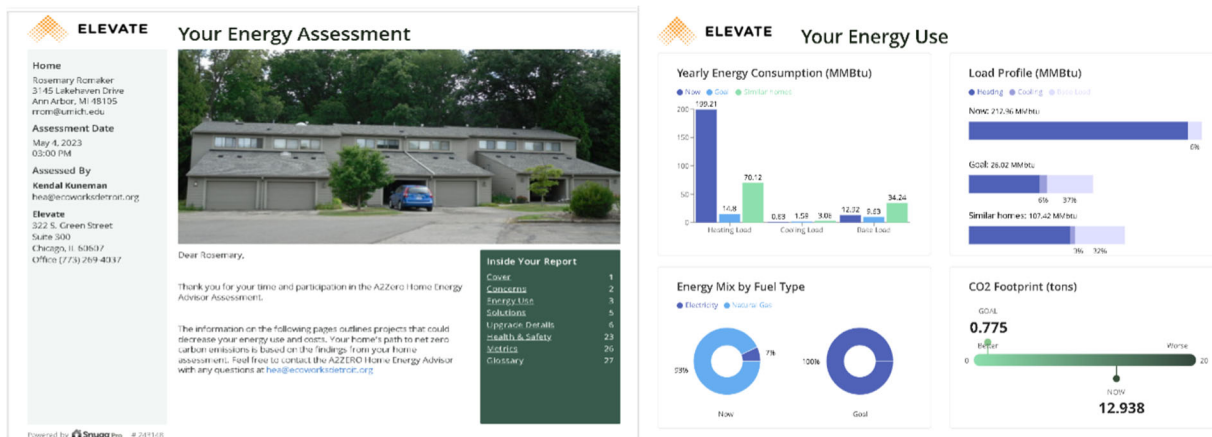 ELEVATE
Your Energy Assessment
Home
Rosemary Romaker
3145 Lakehaven Drive
Ann Arbor, MI 48105
rrom@umich.edu
Assessment Date
May 4, 2023
03:00 PM
Assessed By
Kendal Kuneman
hea@ecoworksdetroit.org
Elevate
322 S. Green Street
Suite 300
Chicago, IL 60607
Office (773) 269-4037
Powered by Snugg Pro
Dear Rosemary,
Thank you for your time and participation in the A2Zero Home Energy
Advisor Assessment.
The information on the following pages outlines projects that could
decrease your energy use and costs. Your home's path to net zero
carbon emissions is based on the findings from your home
assessment. Feel free to contact the A2ZERO Home Energy Advisor
with any questions at hea@ecoworksdetroit.org
Inside Your Report
Cover 1
Concerns 2
Energy Use 3
Solutions 5
Upgrade Details 6
Health & Safety 23
Metrics 26
Glossary 27
ELEVATE
Your Energy Use
Yearly Energy Consumption (MMBtu)
Now Goal Similar homes
200
150
100
50
0
199.21
14.8
70.12
0.83 1.59 3.06
12.92 9.63 34.24
Heating Load Cooling Load Base Load
Load Profile (MMBtu)
Heating Cooling Base Load
Now: 212.96 MMbtu
6%
Goal: 26.02 MMbtu
6% 37%
Similar homes: 107.42 MMbtu
3% 32%
Energy Mix by Fuel Type
Electricity Natural Gas
93%
7%
Now
100%
Goal
CO2 Footprint (tons)
GOAL
0.775
Better Worse
0 20
NOW
12.938